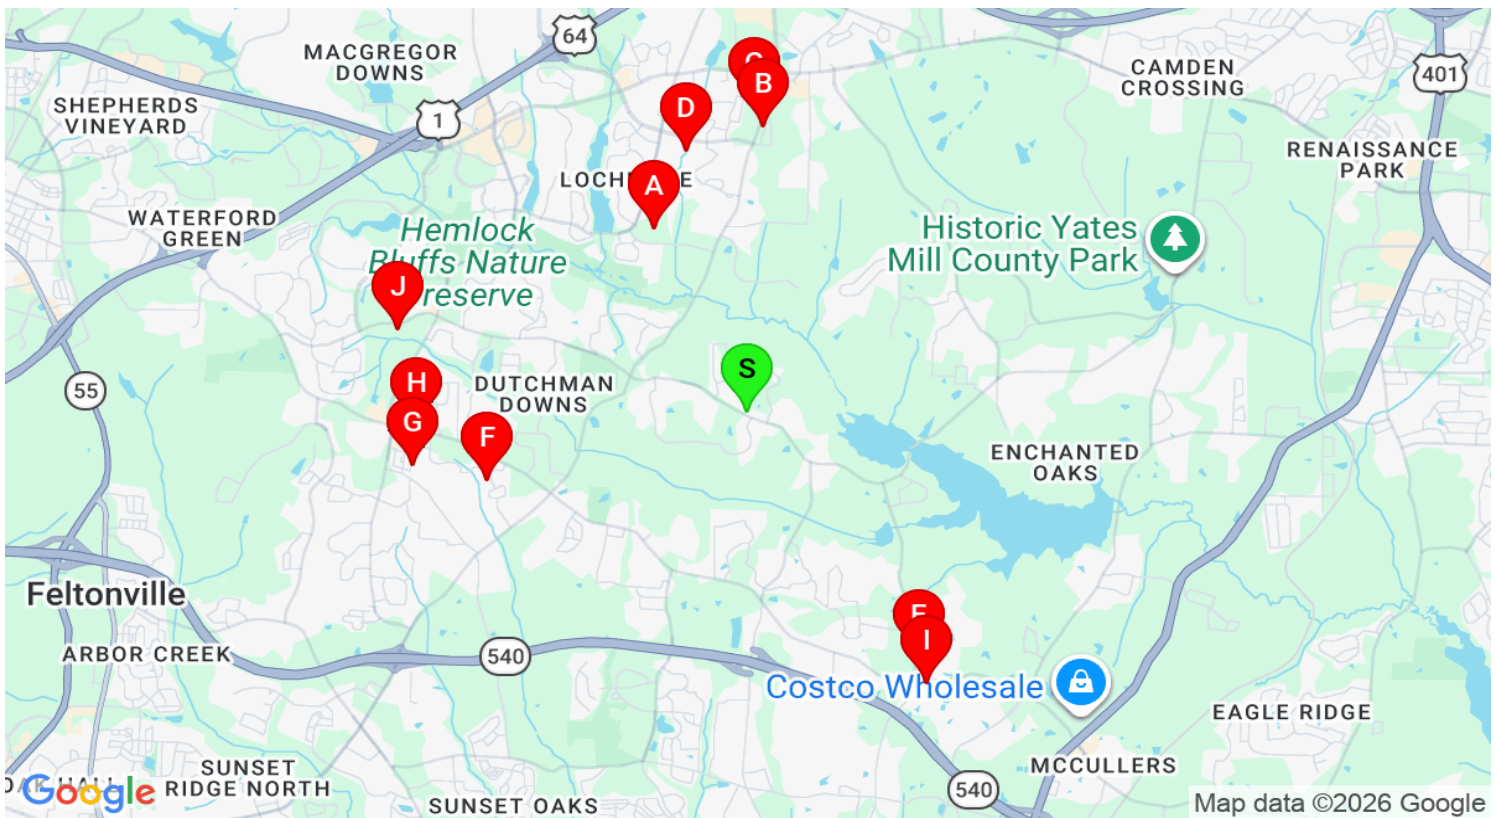 64
MACGREGOR
DOWNS
CAMDEN
CROSSING
401
C
B
SHEPHERDS
VINEYARD
D
1
RENAISSANCE
PARK
A
WATERFORD
GREEN
Hemlock
Bluffs Nature
Preserve
Historic Yates
Mill County Park
J
S
H
DUTCHMAN
DOWNS
55
G
F
ENCHANTED
OAKS
Feltonville
E
I
ARBOR CREEK
540
Costco Wholesale
EAGLE RIDGE
MCCULLERS
SUNSET
RIDGE NORTH
Google
SUNSET OAKS
540
Map data ©2026 Google